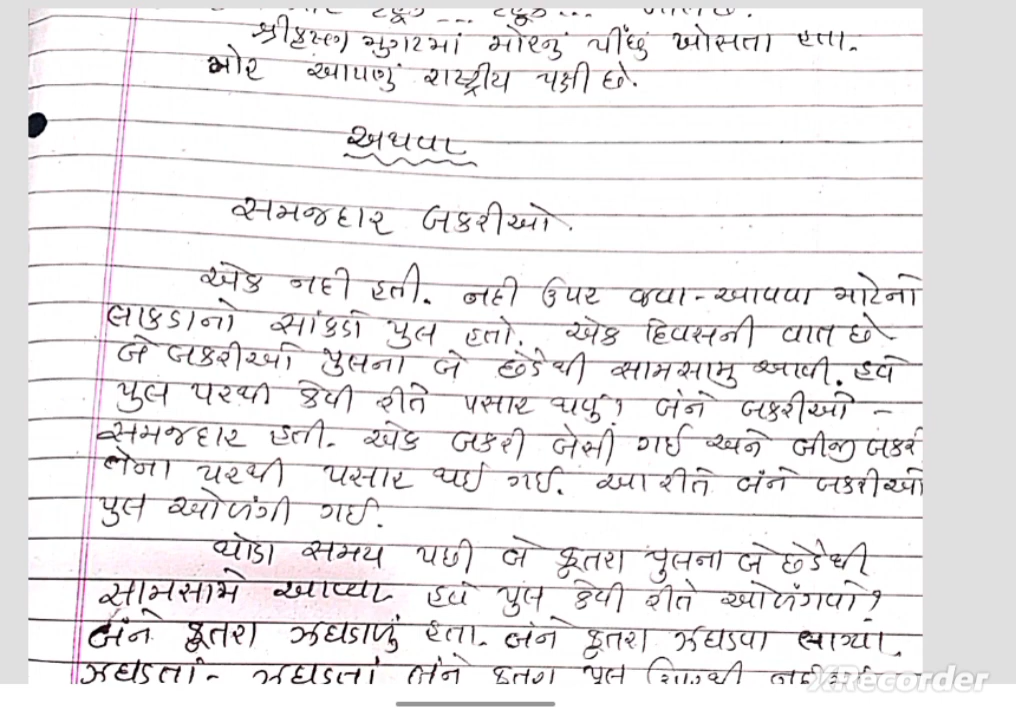 શ્રીકૃષ્ણ મુગટમાં મોરનું પીંછું ખોસતા હતા.
મોર આપણું રાષ્ટ્રીય પક્ષી છે.
અથવા
સમજદાર બકરીઓ.
એક નદી હતી. નદી ઉપર જવા-આવવા માટેનો
લાકડાનો સાંકડો પુલ હતો. એક દિવસની વાત છે
બે બકરીઓ પુલના બે છેડેથી સામસામુ આવી. હવે
પુલ પરથી કેવી રીતે પસાર થવું? બંને બકરીઓ -
સમજદાર હતી. એક બકરી બેસી ગઈ અને બીજી બકરી
તેના પરથી પસાર થઈ ગઈ. આ રીતે બંને બકરીઓ
પુલ ઓળંગી ગઈ.
થોડા સમય પછી બે કૂતરા પુલના બે છેડેથી
સામસામે આવ્યા હવે પુલ કેવી રીતે ઓળંગવો?
બંને કૂતરા ઝઘડાળું હતા. બંને કૂતરા ઝઘડવા લાગ્યા.
ઝઘડતાં- ઝઘડતાં બંને કૂતરા પુલ
XRecorder